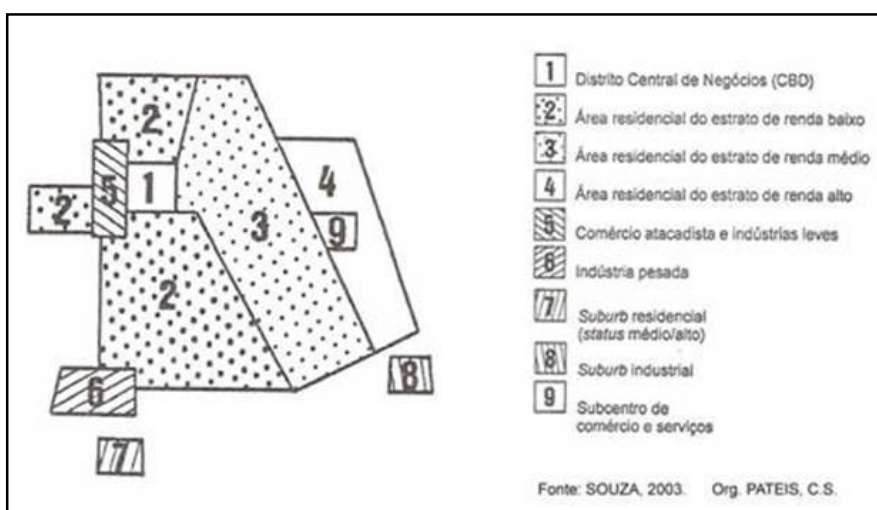 2
1
5
2
3
4
9
2
6
8
7
1 Distrito Central de Negócios (CBD)
2 Área residencial do estrato de renda baixo
3 Área residencial do estrato de renda médio
4 Área residencial do estrato de renda alto
5 Comércio atacadista e indústrias leves
6 Indústria pesada
7 Suburb residencial
(status médio/alto)
8 Suburb industrial
9 Subcentro de
comércio e serviços
Fonte: SOUZA, 2003. Org. PATEIS, C.S.